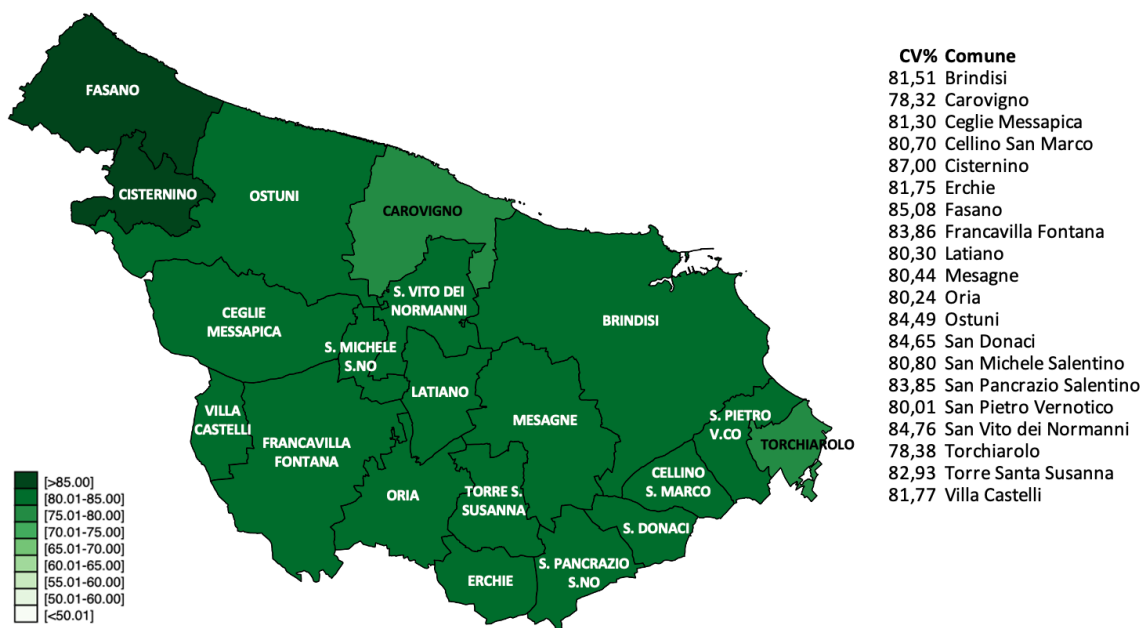 FASANO
CISTERNINO
OSTUNI
CAROVIGNO
S. VITO DEI
NORMANNI
CEGLIE
MESSAPICA
S. MICHELE
S.NO
BRINDISI
LATIANO
MESAGNE
VILLA
CASTELLI
FRANCAVILLA
FONTANA
S. PIETRO
V.CO
TORCHIAROLO
CELLINO
S. MARCO
ORIA
TORRE S.
SUSANNA
S. DONACI
S. PANCRAZIO
S.NO
ERCHIE
[>85.00]
[80.01-85.00]
[75.01-80.00]
[70.01-75.00]
[65.01-70.00]
[60.01-65.00]
[55.01-60.00]
[50.01-60.00]
[<50.01]
CV% Comune
81,51 Brindisi
78,32 Carovigno
81,30 Ceglie Messapica
80,70 Cellino San Marco
87,00 Cisternino
81,75 Erchie
85,08 Fasano
83,86 Francavilla Fontana
80,30 Latiano
80,44 Mesagne
80,24 Oria
84,49 Ostuni
84,65 San Donaci
80,80 San Michele Salentino
83,85 San Pancrazio Salentino
80,01 San Pietro Vernotico
84,76 San Vito dei Normanni
78,38 Torchiarolo
82,93 Torre Santa Susanna
81,77 Villa Castelli